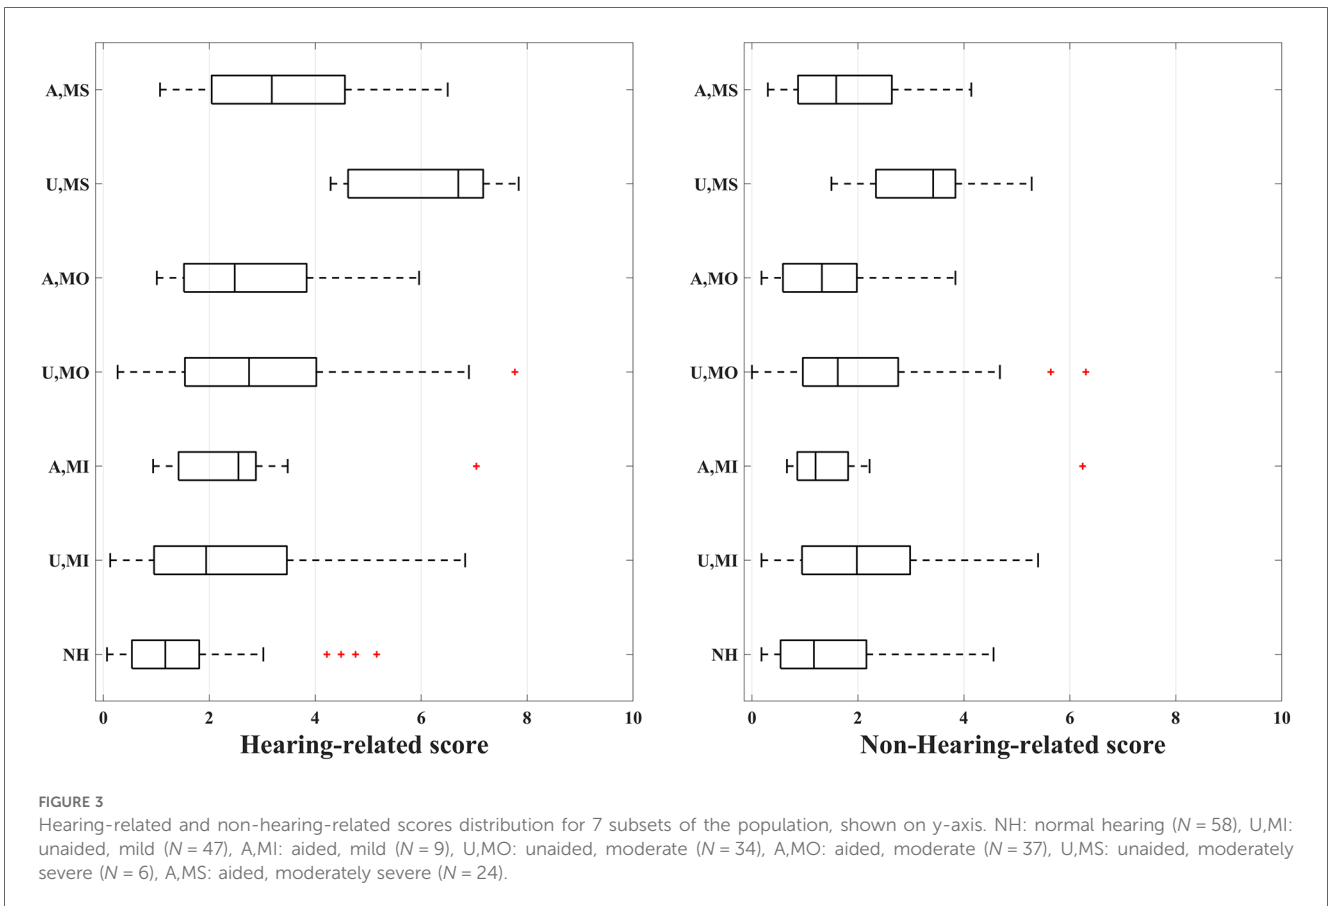 A,MS
U,MS
A,MO
U,MO
A,MI
U,MI
NH
0 2 4 6 8 10
Hearing-related score
A,MS
U,MS
A,MO
U,MO
A,MI
U,MI
NH
0 2 4 6 8 10
Non-Hearing-related score
FIGURE 3
Hearing-related and non-hearing-related scores distribution for 7 subsets of the population, shown on y-axis. NH: normal hearing (N = 58), U,MI:
unaided, mild (N = 47), A,MI: aided, mild (N = 9), U,MO: unaided, moderate (N = 34), A,MO: aided, moderate (N = 37), U,MS: unaided, moderately
severe (N = 6), A,MS: aided, moderately severe (N = 24).